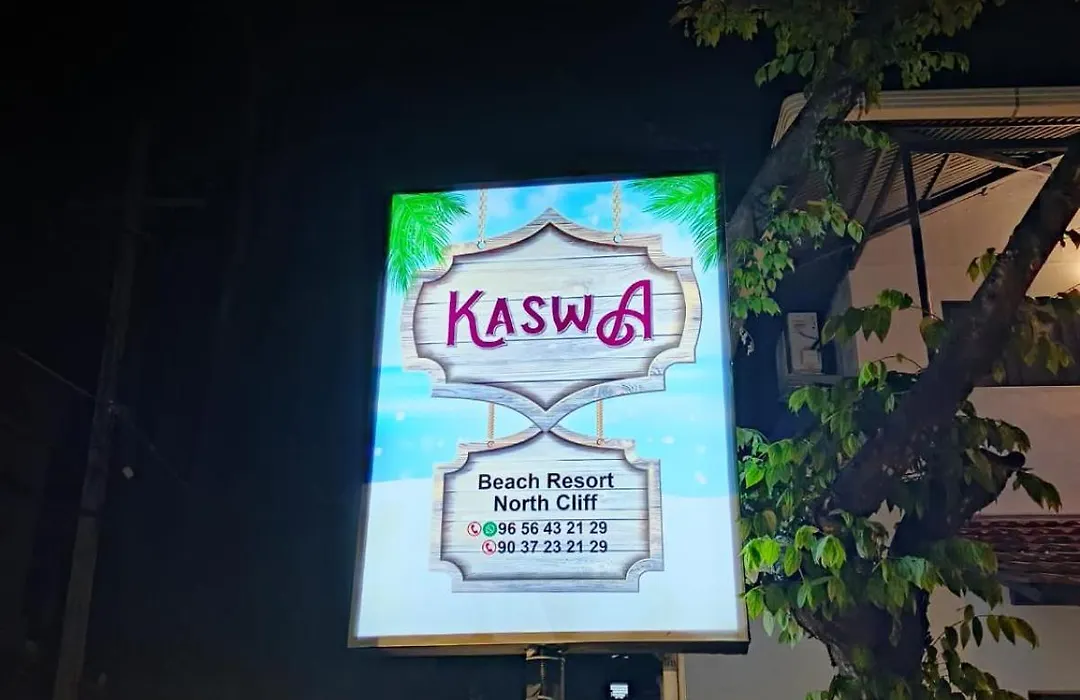 KASWA
Beach Resort
North Cliff
96 56 43 21 29
90 37 23 21 29